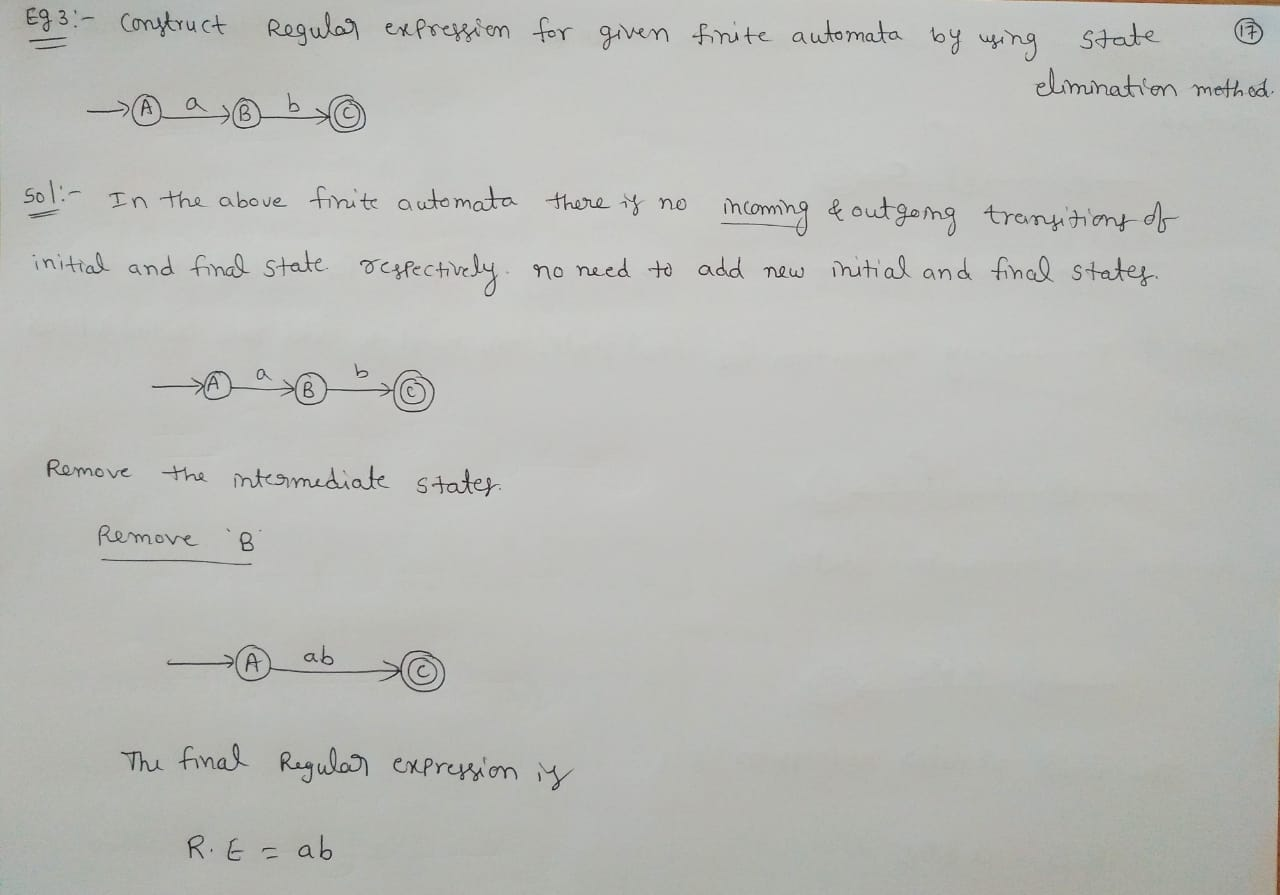 Eg 3:- Construct Regular expression for given finite automata by using state 17
elimination method.
A a B b C
Sol:- In the above finite automata there is no incoming & outgoing transitions of
initial and final state respectively. no need to add new initial and final states.
A a B b C
Remove the intermediate states.
Remove 'B'
A ab C
The final Regular expression is
R.E = ab